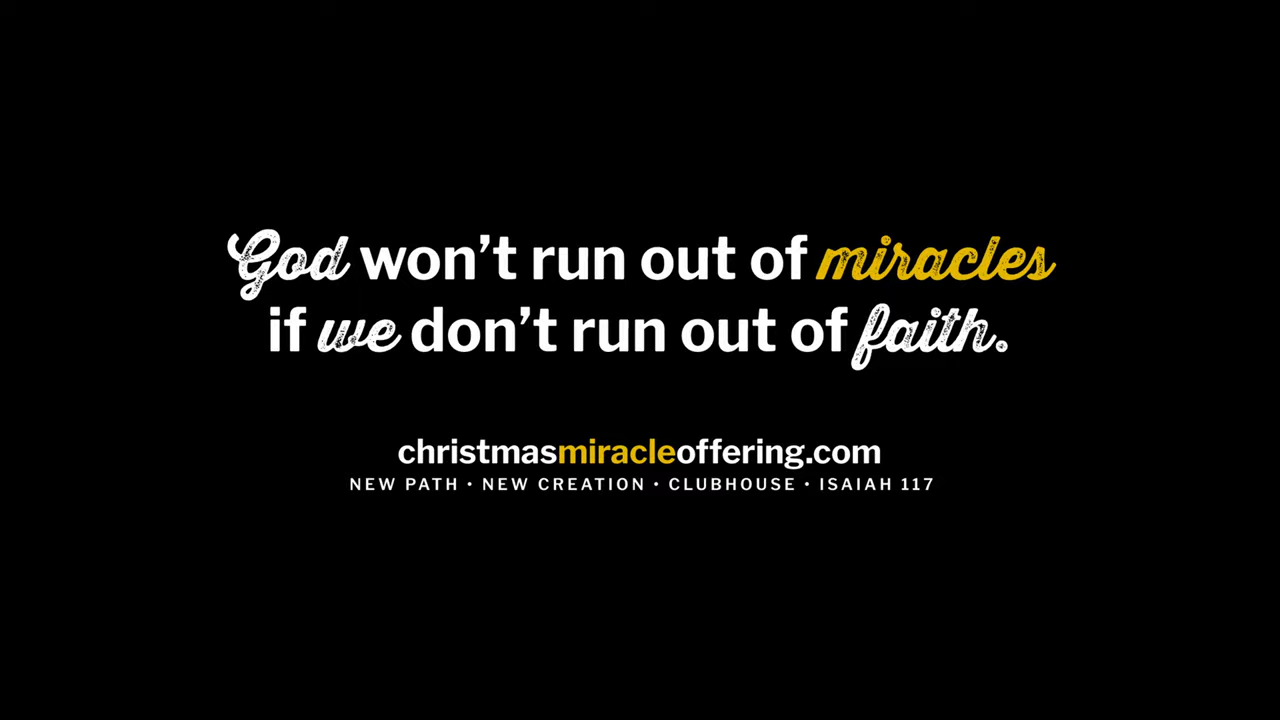 God won’t run out of miracles
if we don’t run out of faith.
christmasmiracleoffering.com
NEW PATH • NEW CREATION • CLUBHOUSE • ISAIAH 117